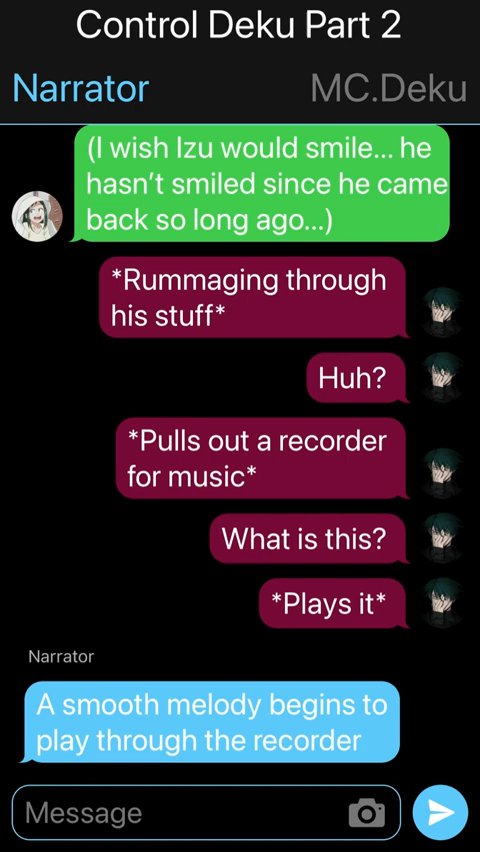 Control Deku Part 2
Narrator MC.Deku
(I wish Izu would smile... he
hasn't smiled since he came
back so long ago...)
*Rummaging through
his stuff*
Huh?
*Pulls out a recorder
for music*
What is this?
*Plays it*
Narrator
A smooth melody begins to
play through the recorder
Message